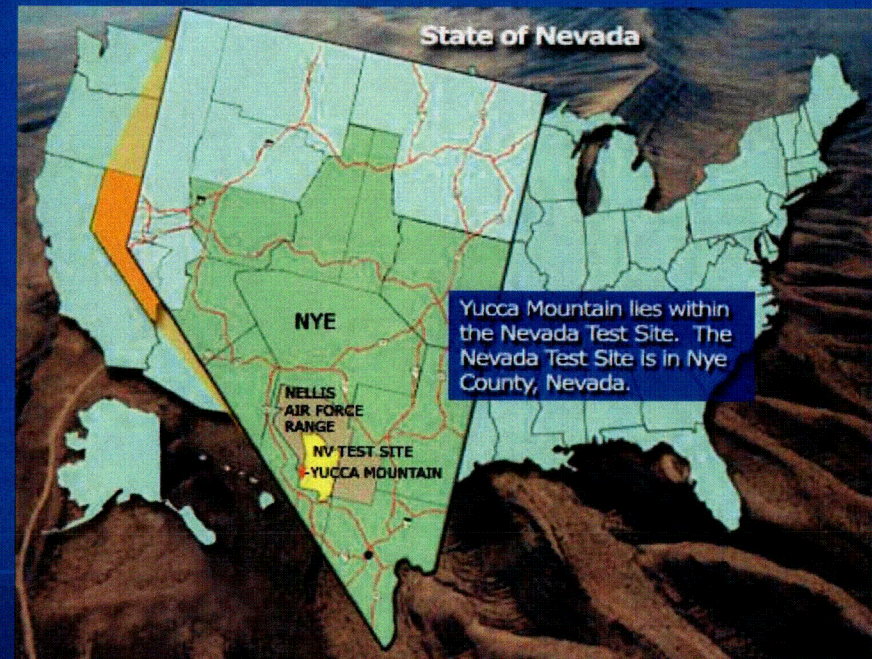 State of Nevada
NYE
Yucca Mountain lies within
the Nevada Test Site. The
Nevada Test Site is in Nye
County, Nevada.
NELLIS
AIR FORCE
RANGE
NV TEST SITE
YUCCA MOUNTAIN